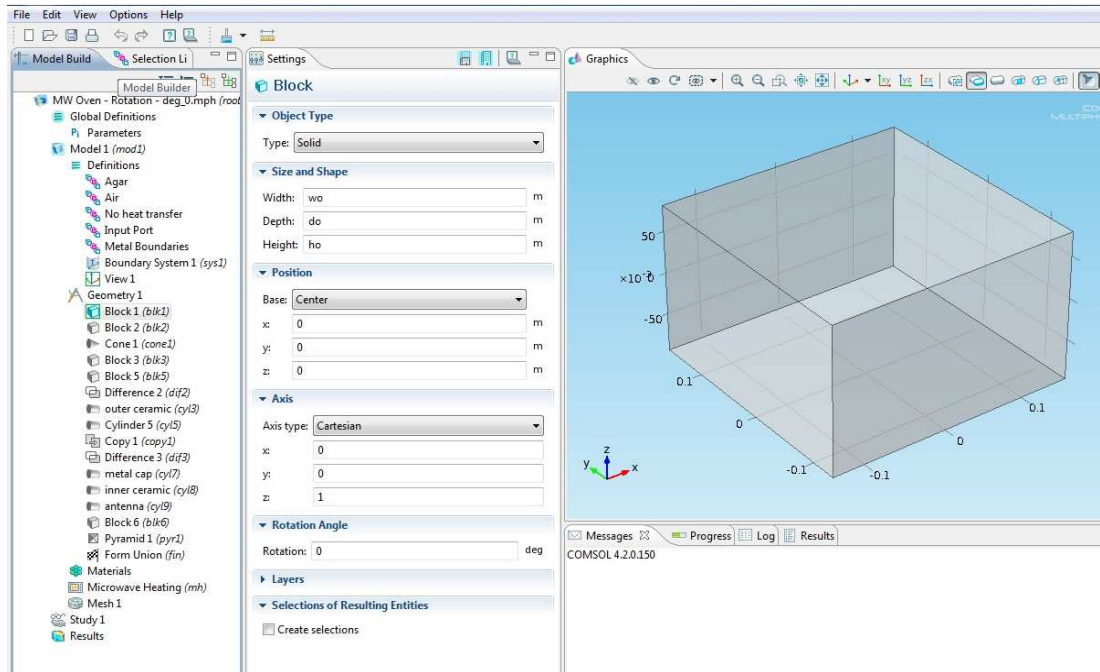 File Edit View Options Help
Model Build
Selection Li
Model Builder
MW Oven - Rotation - deg_0.mph (root
Global Definitions
Pi Parameters
Model 1 (mod1)
Definitions
Agar
Air
No heat transfer
Input Port
Metal Boundaries
Boundary System 1 (sys1)
View 1
Geometry 1
Block 1 (blk1)
Block 2 (blk2)
Cone 1 (cone1)
Block 3 (blk3)
Block 5 (blk5)
Difference 2 (dif2)
outer ceramic (cyl3)
Cylinder 5 (cyl5)
Copy 1 (copy1)
Difference 3 (dif3)
metal cap (cyl7)
inner ceramic (cyl8)
antenna (cyl9)
Block 6 (blk6)
Pyramid 1 (pyr1)
Form Union (fin)
Materials
Microwave Heating (mh)
Mesh 1
Study 1
Results
Settings
Block
Object Type
Type: Solid
Size and Shape
Width: wo m
Depth: do m
Height: ho m
Position
Base: Center
x: 0 m
y: 0 m
z: 0 m
Axis
Axis type: Cartesian
x: 0
y: 0
z: 1
Rotation Angle
Rotation: 0 deg
Layers
Selections of Resulting Entities
Create selections
Graphics
xy yz zx
50
0
-50
0.1
0
-0.1
-0.1
0
0.1
z
y x
Messages Progress Log Results
COMSOL 4.2.0.150